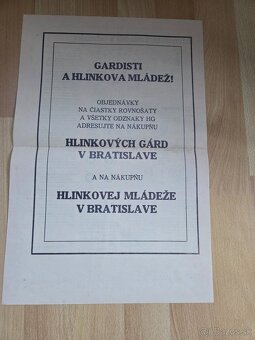 GARDISTI
A HLINKOVA MLÁDEŽ!
OBJEDNÁVKY
NA ČIASTKY ROVNOŠATY
A VŠETKY ODZNAKY HG
ADRESUJTE NA NÁKUPŇU
HLINKOVÝCH GÁRD
V BRATISLAVE
A NA NÁKUPŇU
HLINKOVEJ MLÁDEŽE
V BRATISLAVE